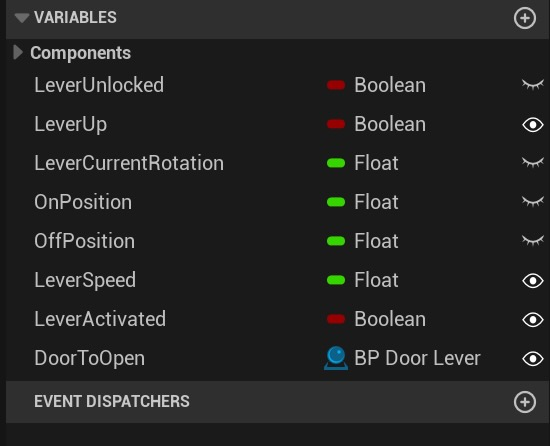 VARIABLES
Components
LeverUnlocked Boolean
LeverUp Boolean
LeverCurrentRotation Float
OnPosition Float
OffPosition Float
LeverSpeed Float
LeverActivated Boolean
DoorToOpen BP Door Lever
EVENT DISPATCHERS